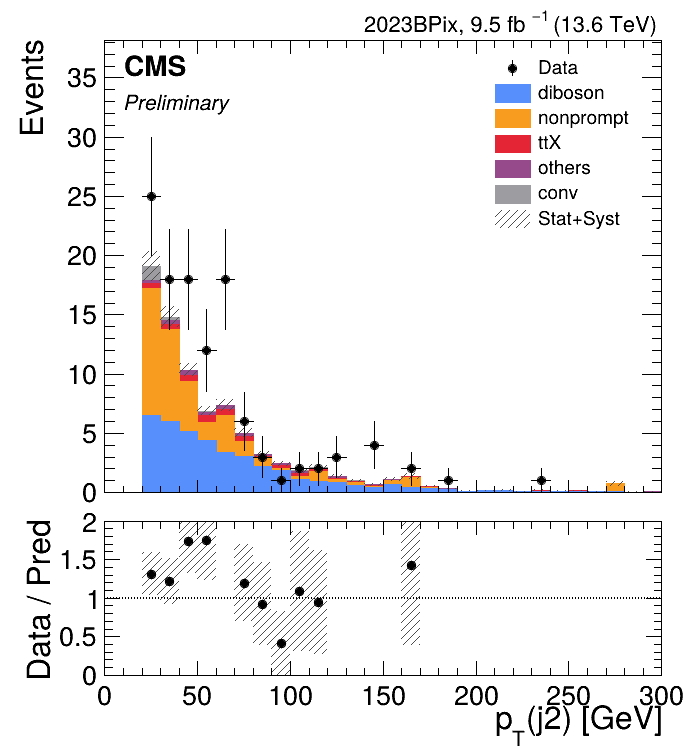 2023BPix, 9.5 fb⁻¹ (13.6 TeV)
CMS
Preliminary
Events
35
30
25
20
15
10
5
0
Data
diboson
nonprompt
ttX
others
conv
Stat+Syst
Data / Pred
2
1.5
1
0.5
0
0 50 100 150 200 250 300
p_T(j2) [GeV]